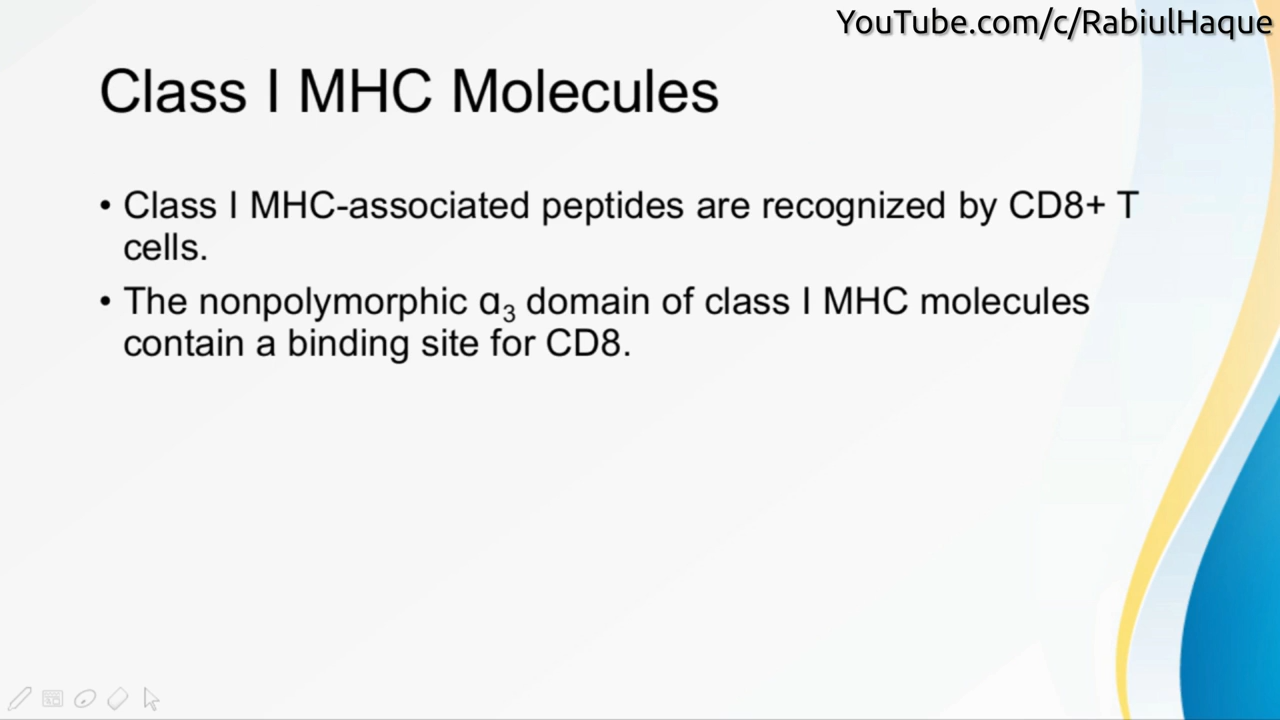 YouTube.com/c/RabiulHaque
Class I MHC Molecules
• Class I MHC-associated peptides are recognized by CD8+ T
cells.
• The nonpolymorphic α₃ domain of class I MHC molecules
contain a binding site for CD8.